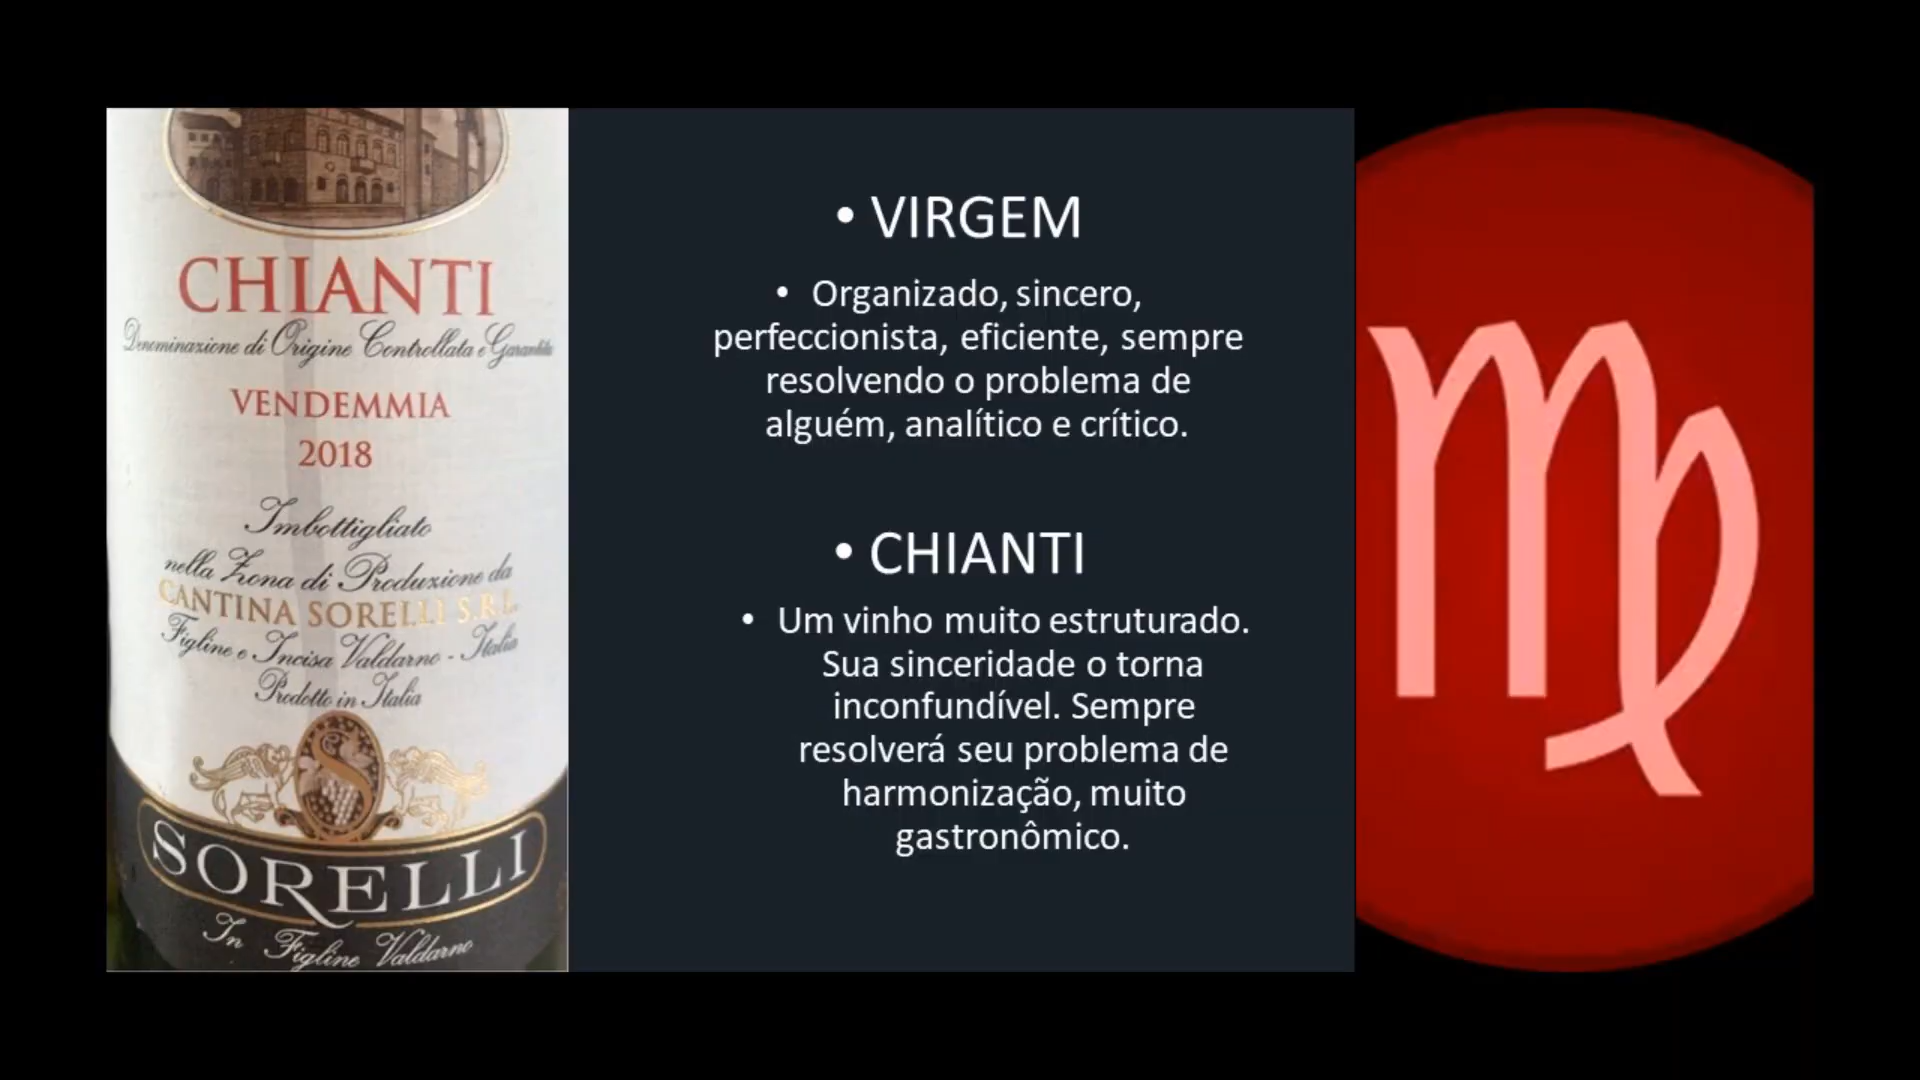 CHIANTI
Denominazione di Origine Controllata e Garantita
VENDEMMIA
2018
Imbottigliato
nella Zona di Produzione da
CANTINA SORELLI S.R.L.
Figline e Incisa Valdarno - Italia
Prodotto in Italia
S
SORELLI
In Figline Valdarno
• VIRGEM
• Organizado, sincero,
perfeccionista, eficiente, sempre
resolvendo o problema de
alguém, analítico e crítico.
• CHIANTI
• Um vinho muito estruturado.
Sua sinceridade o torna
inconfundível. Sempre
resolverá seu problema de
harmonização, muito
gastronômico.